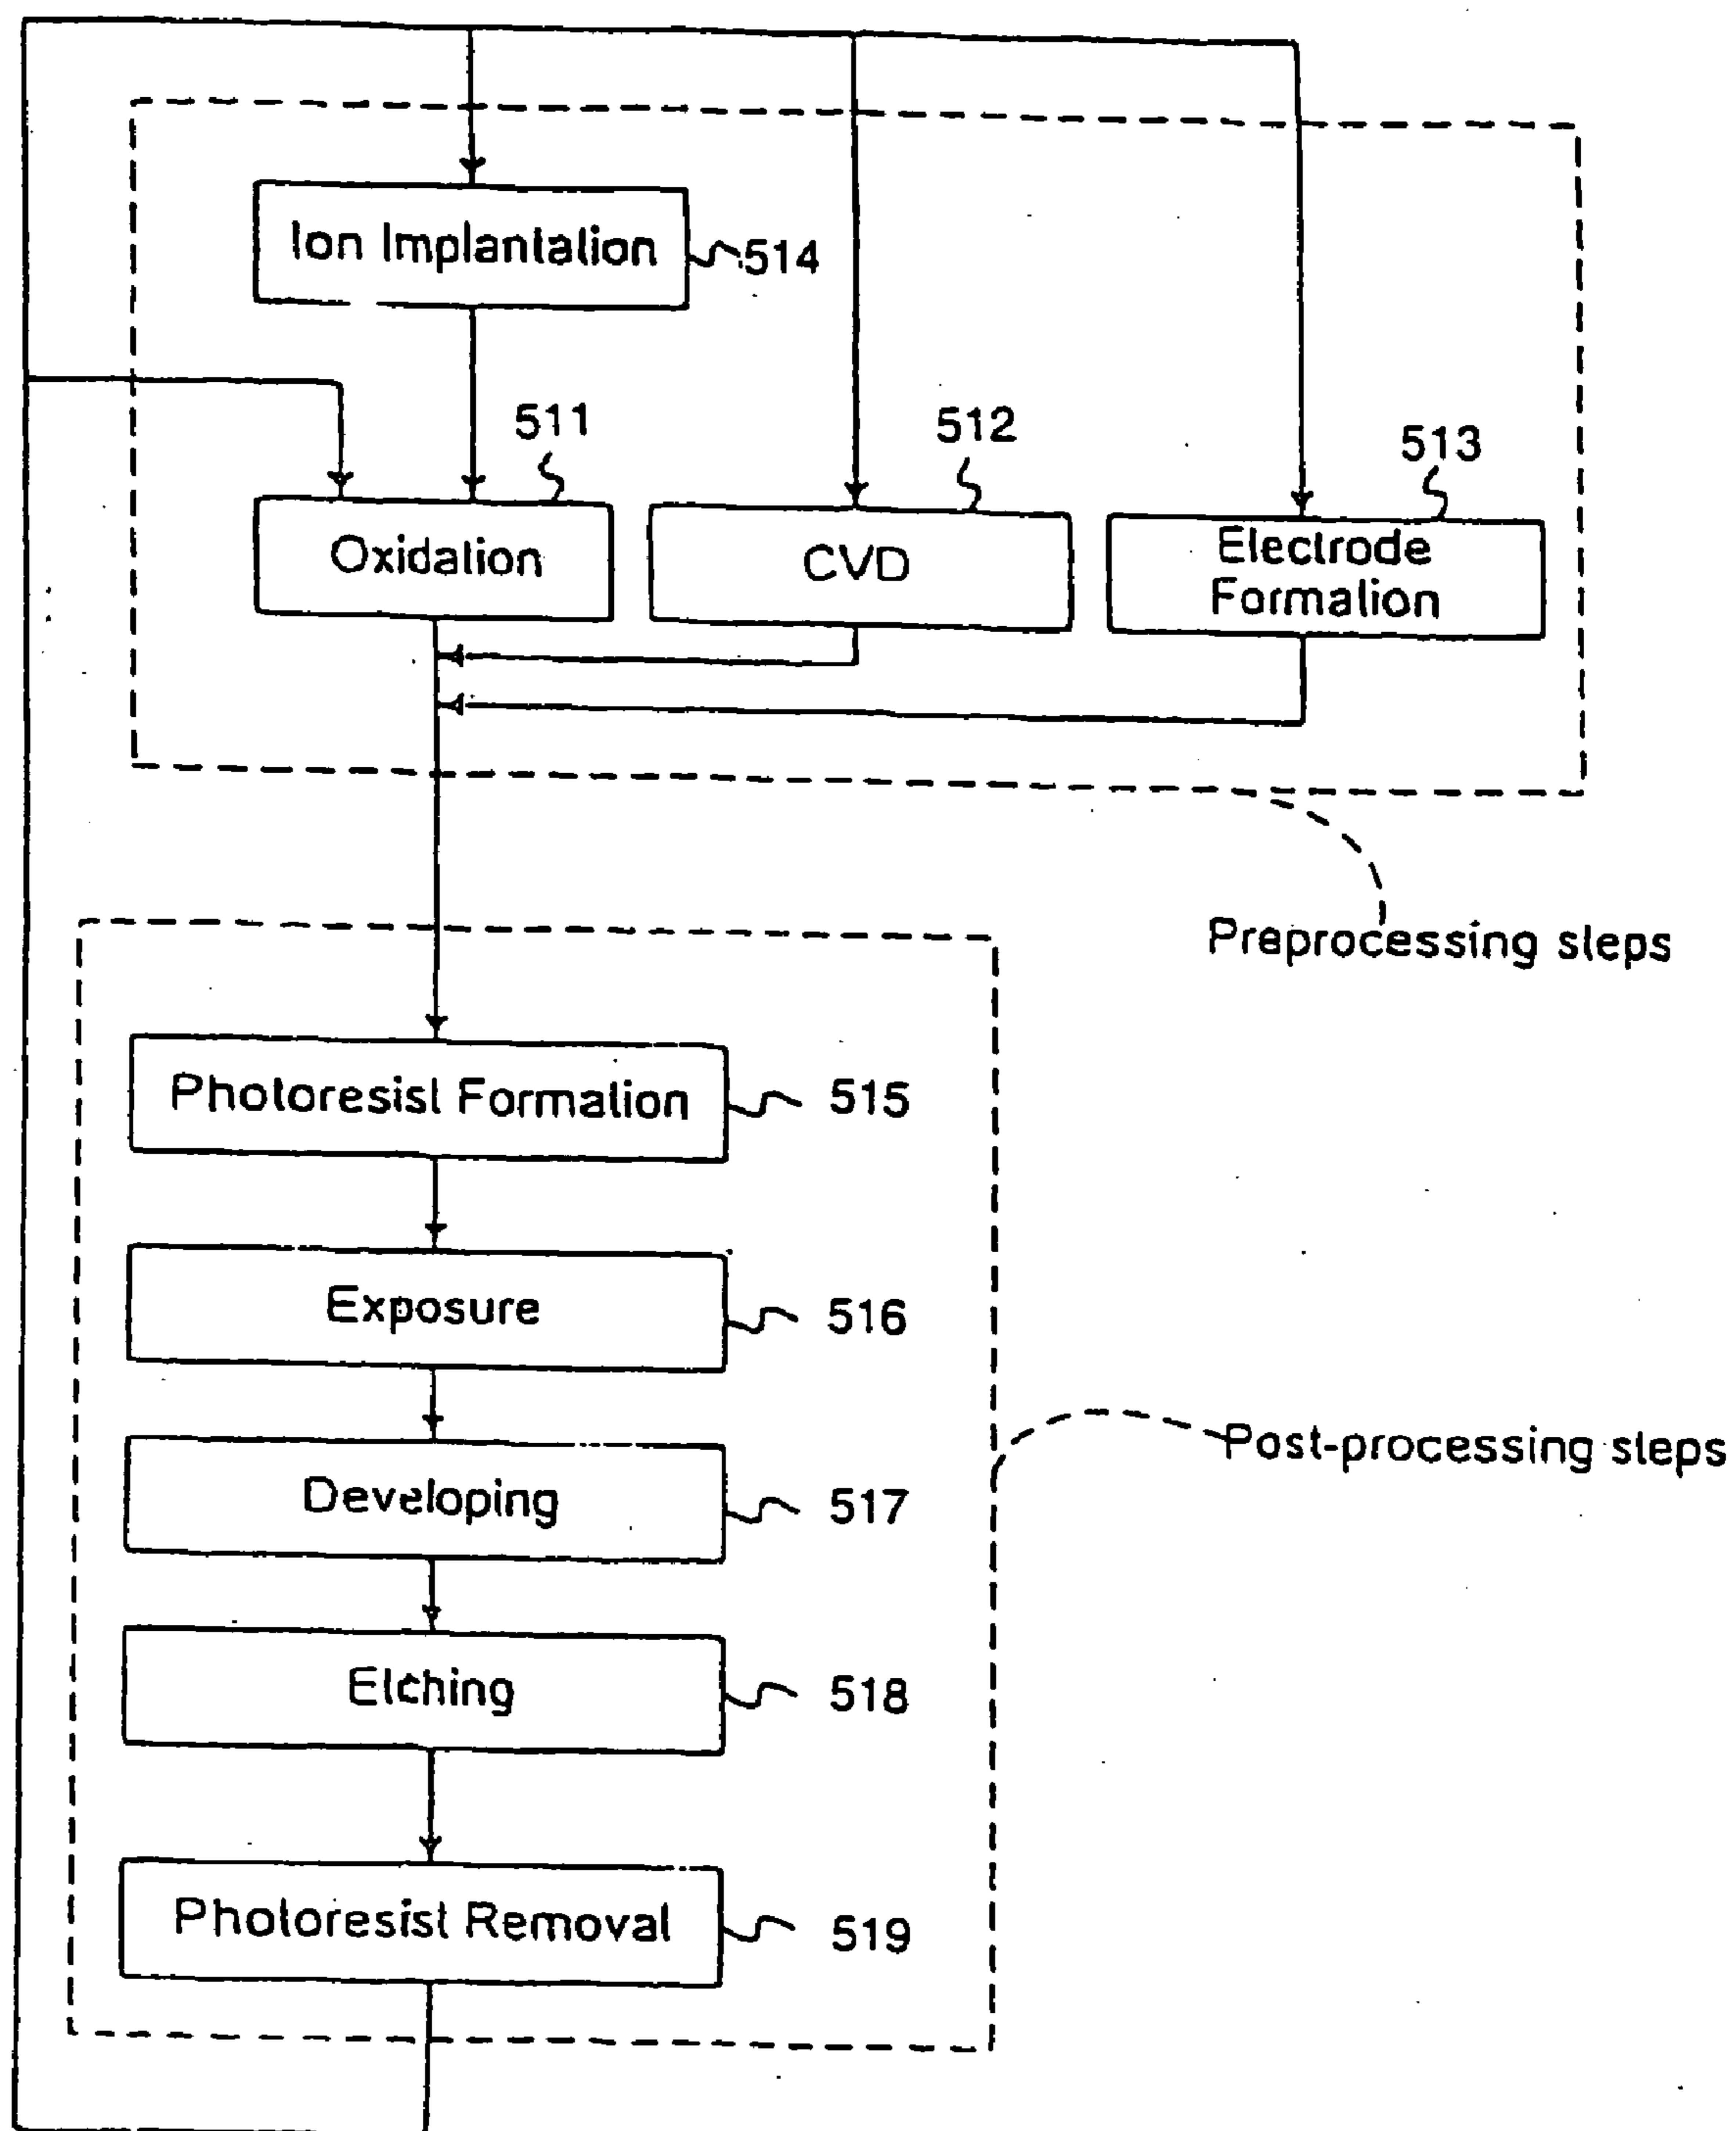 Ion Implantation
514
511
512
513
Oxidation
CVD
Electrode
Formation
Preprocessing steps
Photoresist Formation
515
Exposure
516
Developing
517
Post-processing steps
Etching
518
Photoresist Removal
519